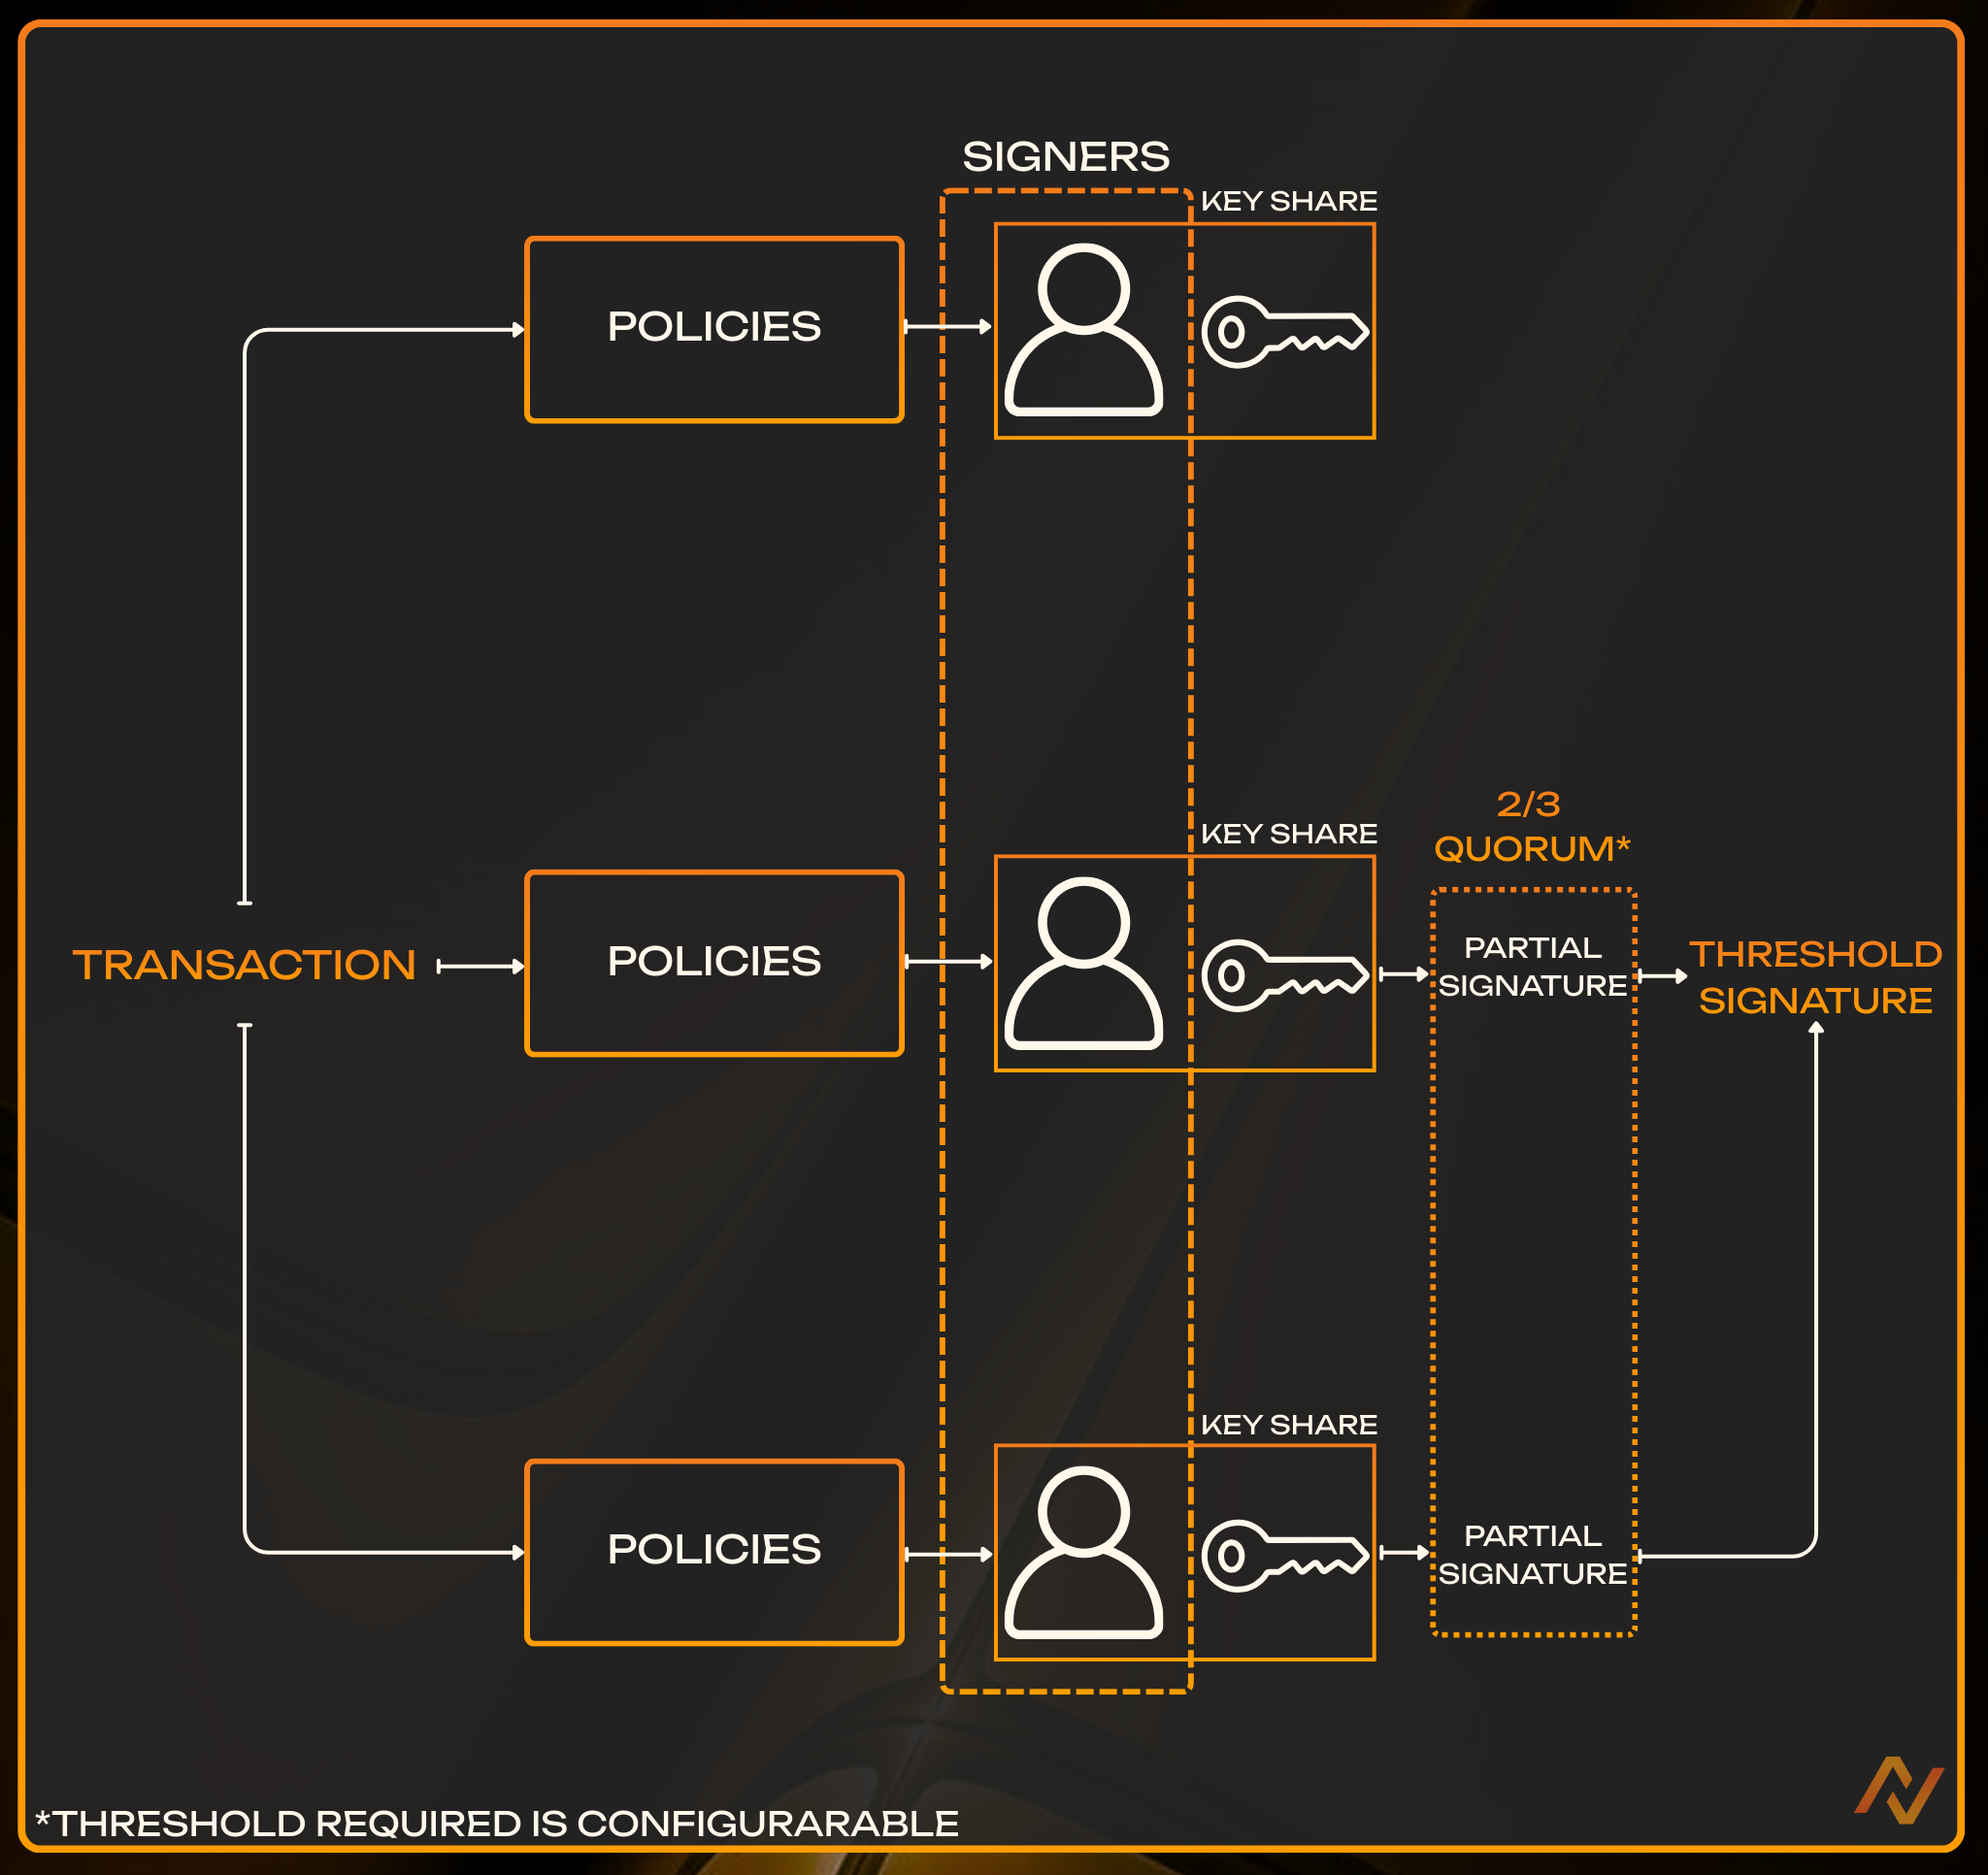 SIGNERS
KEY SHARE
POLICIES
KEY SHARE
2/3
QUORUM*
TRANSACTION
POLICIES
PARTIAL
SIGNATURE
THRESHOLD
SIGNATURE
KEY SHARE
POLICIES
PARTIAL
SIGNATURE
*THRESHOLD REQUIRED IS CONFIGURARABLE